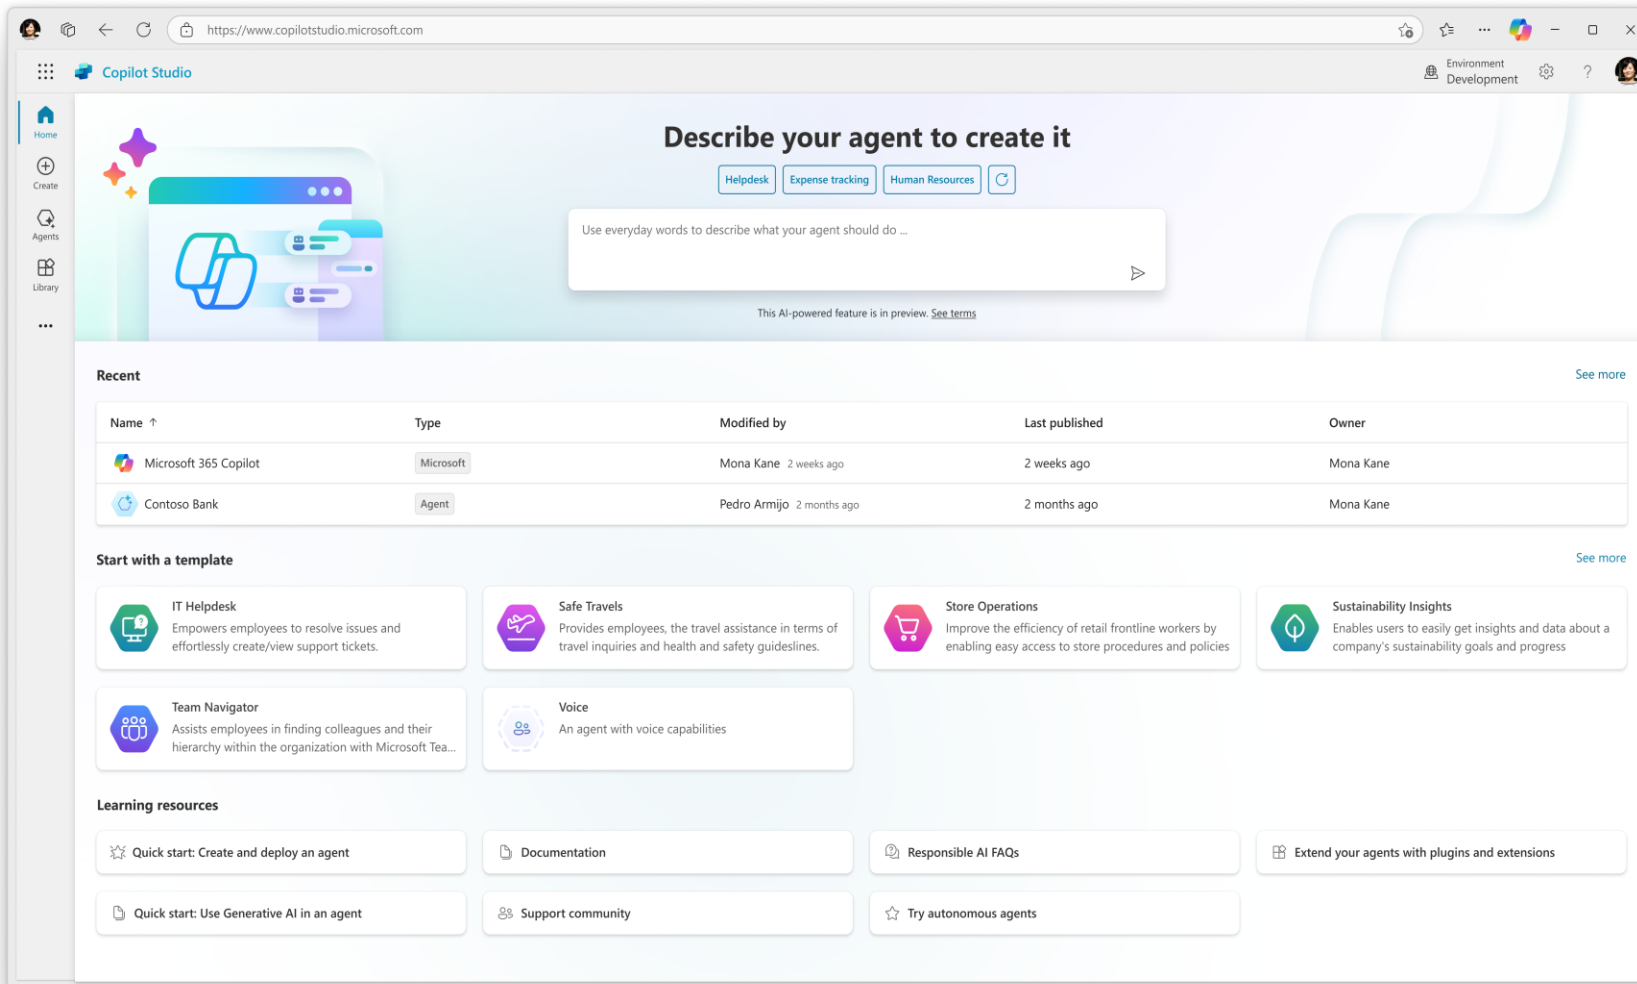 https://www.copilotstudio.microsoft.com
Copilot Studio
Environment
Development
Home
Create
Agents
Library
Describe your agent to create it
Helpdesk
Expense tracking
Human Resources
Use everyday words to describe what your agent should do ...
This AI-powered feature is in preview. See terms
Recent
See more
Name ↑ Type Modified by Last published Owner
Microsoft 365 Copilot Microsoft Mona Kane 2 weeks ago 2 weeks ago Mona Kane
Contoso Bank Agent Pedro Armijo 2 months ago 2 months ago Mona Kane
Start with a template
See more
IT Helpdesk
Empowers employees to resolve issues and
effortlessly create/view support tickets.
Safe Travels
Provides employees, the travel assistance in terms of
travel inquiries and health and safety guideslines.
Store Operations
Improve the efficiency of retail frontline workers by
enabling easy access to store procedures and policies
Sustainability Insights
Enables users to easily get insights and data about a
company's sustainability goals and progress
Team Navigator
Assists employees in finding colleagues and their
hierarchy within the organization with Microsoft Tea...
Voice
An agent with voice capabilities
Learning resources
Quick start: Create and deploy an agent
Documentation
Responsible AI FAQs
Extend your agents with plugins and extensions
Quick start: Use Generative AI in an agent
Support community
Try autonomous agents